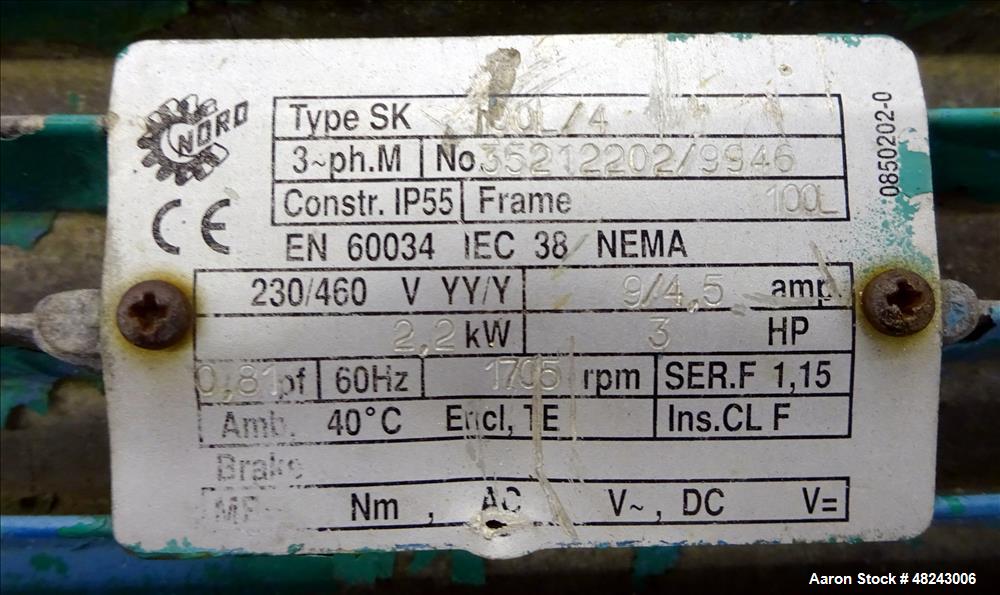 NORD
Type SK 100L/4
3~ph.M No. 35212202/9946
Constr. IP55 Frame 100L
0850202-0
CE
EN 60034 IEC 38 NEMA
230/460 V YY/Y 9/4,5 amp
2,2 kW 3 HP
0,81 pf 60Hz 1705 rpm SER.F 1,15
Amb. 40°C Encl, TE Ins.CL F
Brake
Nm , AC V~, DC V=
Aaron Stock # 48243006